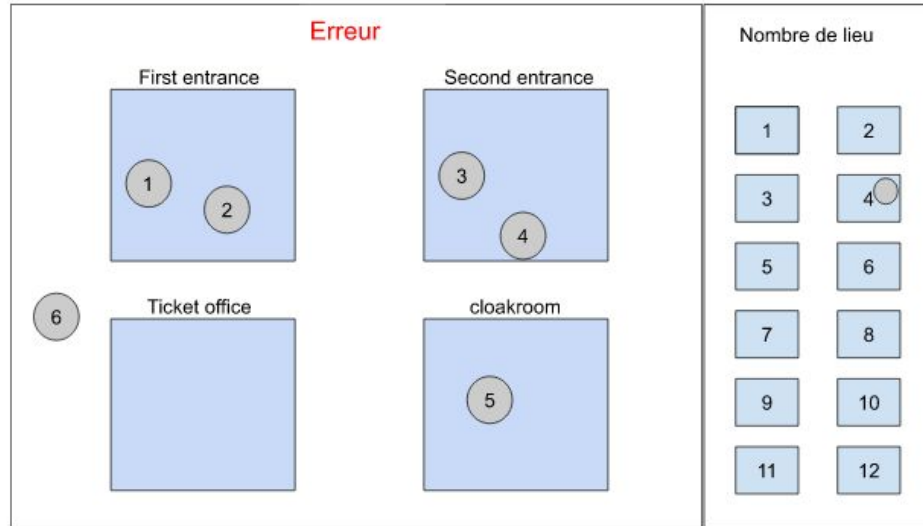 Erreur
Nombre de lieu
First entrance
Second entrance
1
2
3
4
Ticket office
cloakroom
6
5
1 2
3 4
5 6
7 8
9 10
11 12